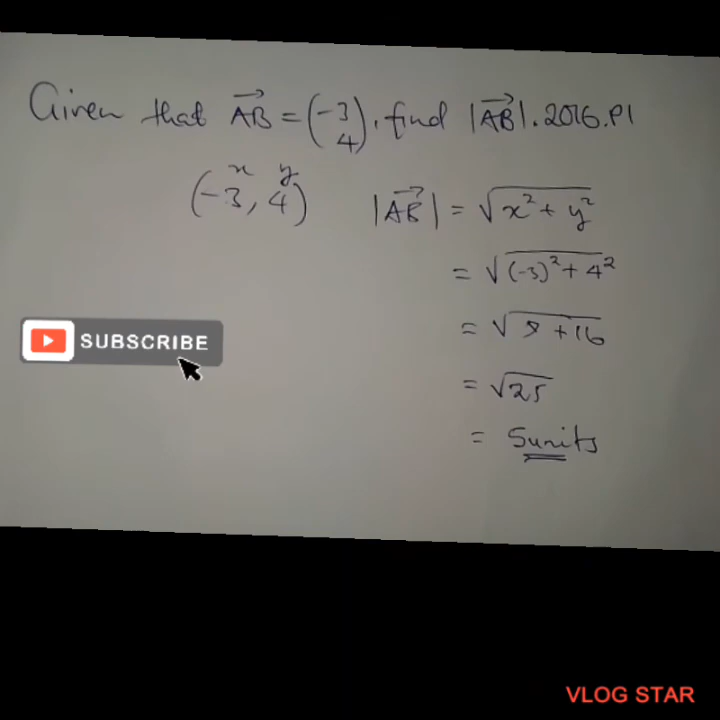 Given that AB⃗ = (-3 4), find |AB⃗|. 2016.P1
x y
(-3, 4)
|AB⃗| = √x² + y²
= √(-3)² + 4²
= √9 + 16
= √25
= 5units
SUBSCRIBE
VLOG STAR